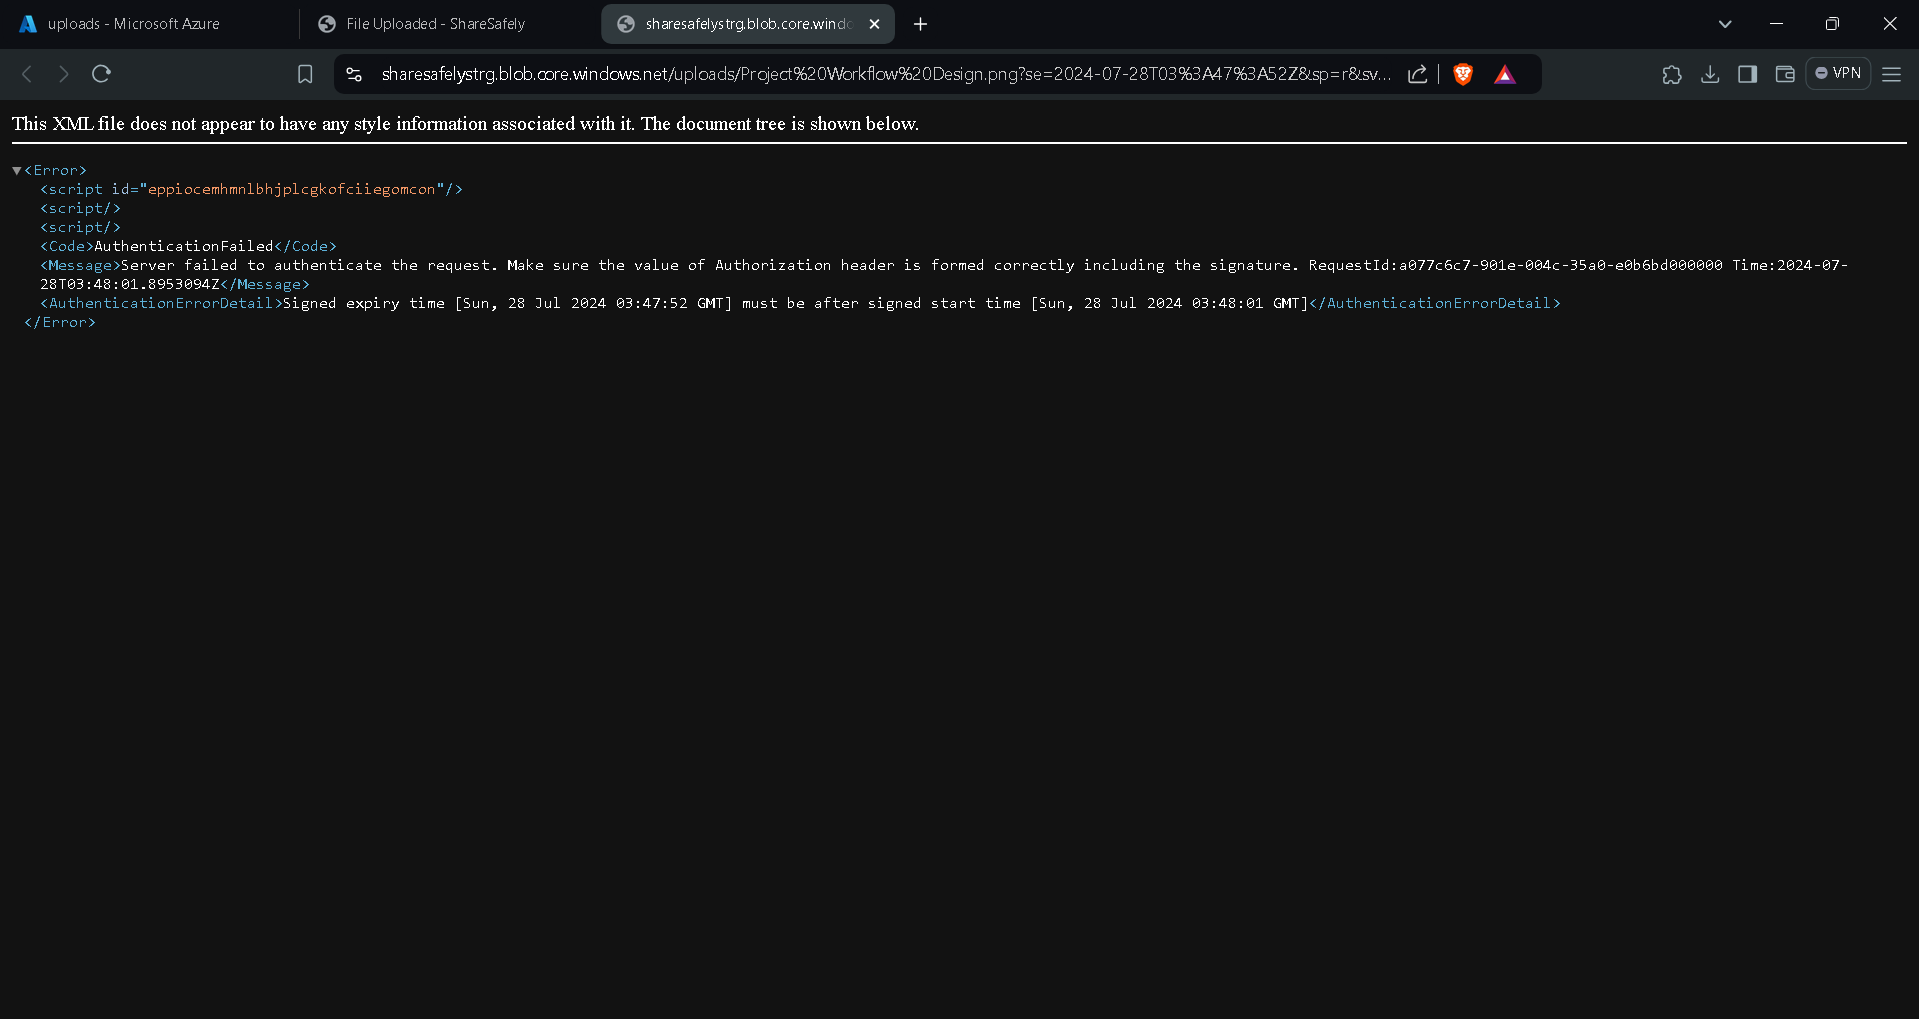 uploads - Microsoft Azure
File Uploaded - ShareSafely
sharesafelystrg.blob.core.windo
sharesafelystrg.blob.core.windows.net/uploads/Project%20Workflow%20Design.png?se=2024-07-28T03%3A47%3A52Z&sp=r&sv...
VPN
This XML file does not appear to have any style information associated with it. The document tree is shown below.
▼<Error>
<script id="eppiocemhmnlbhjplcgkofciiegomcon"/>
<script/>
<script/>
<Code>AuthenticationFailed</Code>
<Message>Server failed to authenticate the request. Make sure the value of Authorization header is formed correctly including the signature. RequestId:a077c6c7-901e-004c-35a0-e0b6bd000000 Time:2024-07-
28T03:48:01.8953094Z</Message>
<AuthenticationErrorDetail>Signed expiry time [Sun, 28 Jul 2024 03:47:52 GMT] must be after signed start time [Sun, 28 Jul 2024 03:48:01 GMT]</AuthenticationErrorDetail>
</Error>